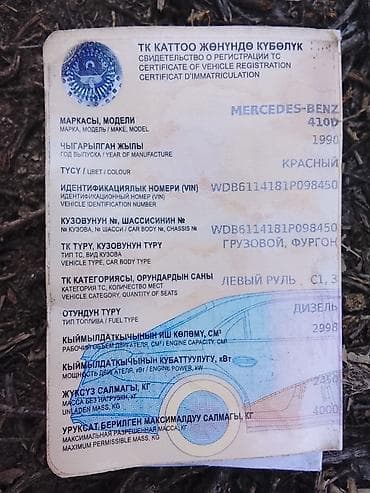 ТК КАТТОО ЖӨНҮНДӨ КҮБӨЛҮК
СВИДЕТЕЛЬСТВО О РЕГИСТРАЦИИ ТС
CERTIFICATE OF VEHICLE REGISTRATION
CERTIFICAT D'IMMATRICULATION
МАРКАСЫ, МОДЕЛИ MERCEDES-BENZ
МАРКА, МОДЕЛЬ / MAKE, MODEL 410D
ЧЫГАРЫЛГАН ЖЫЛЫ 1990
ГОД ВЫПУСКА / YEAR OF MANUFACTURE
ТҮСҮ / ЦВЕТ / COLOUR КРАСНЫЙ
ИДЕНТИФИКАЦИЯЛЫК НОМЕРИ (VIN) WDB6114181P098450
ИДЕНТИФИКАЦИОННЫЙ НОМЕР (VIN)
VEHICLE IDENTIFICATION NUMBER
КУЗОВУНУН №, ШАССИСИНИН № WDB6114181P098450
№ КУЗОВА, № ШАССИ / CAR BODY №, CHASSIS №
ТК ТҮРҮ, КУЗОВУНУН ТҮРҮ ГРУЗОВОЙ, ФУРГОН
ТИП ТС, ВИД КУЗОВА
VEHICLE TYPE, CAR BODY TYPE
ТК КАТЕГОРИЯСЫ, ОРУНДАРДЫН САНЫ ЛЕВЫЙ РУЛЬ С1, 3
КАТЕГОРИЯ ТС, КОЛИЧЕСТВО МЕСТ
VEHICLE CATEGORY, QUANTITY OF SEATS
ОТУНДУН ТҮРҮ ДИЗЕЛЬ
ТИП ТОПЛИВА / FUEL TYPE
КЫЙМЫЛДАТКЫЧЫНЫН ИШ КӨЛӨМҮ, СМ³ 2998
РАБОЧИЙ ОБЪЕМ ДВИГАТЕЛЯ, СМ³ / ENGINE CAPACITY, СМ³
КЫЙМЫЛДАТКЫЧЫНЫН КУБАТТУУЛУГУ, кВт
МОЩНОСТЬ ДВИГАТЕЛЯ, кВт / ENGINE POWER, kW
ЖҮКСҮЗ САЛМАГЫ, КГ 2450
МАССА БЕЗ НАГРУЗКИ, КГ
UNLADEN MASS, KG
УРУКСАТ БЕРИЛГЕН МАКСИМАЛДУУ САЛМАГЫ, КГ 4000
МАКСИМАЛЬНАЯ РАЗРЕШЕННАЯ МАССА, КГ
MAXIMUM PERMISSIBLE MASS, KG